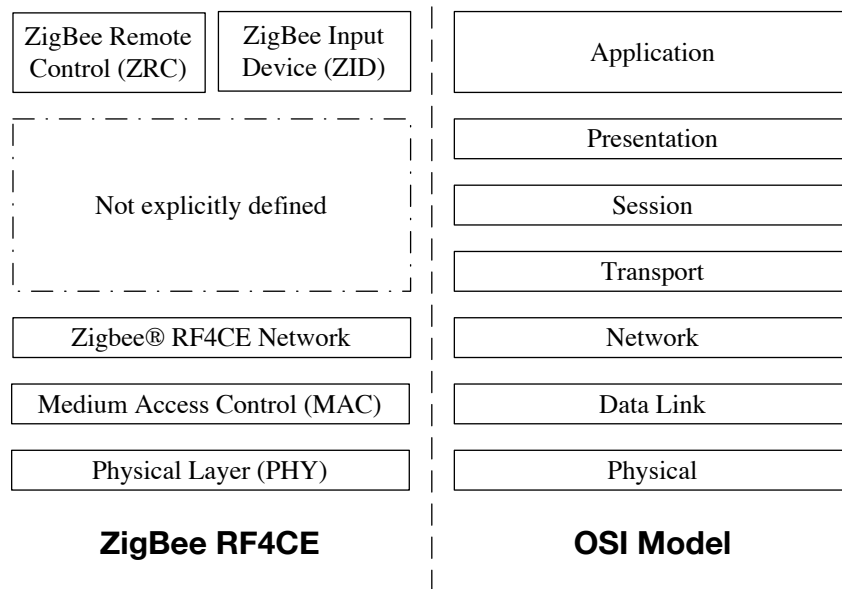 ZigBee Remote
Control (ZRC)
ZigBee Input
Device (ZID)
Not explicitly defined
Zigbee® RF4CE Network
Medium Access Control (MAC)
Physical Layer (PHY)
ZigBee RF4CE
Application
Presentation
Session
Transport
Network
Data Link
Physical
OSI Model